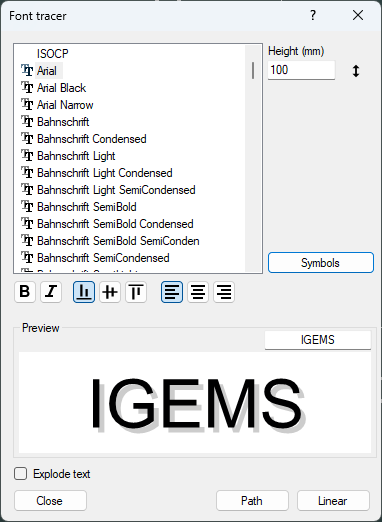 Font tracer
?
ISOCP
Arial
Arial Black
Arial Narrow
Bahnschrift
Bahnschrift Condensed
Bahnschrift Light
Bahnschrift Light Condensed
Bahnschrift Light SemiCondensed
Bahnschrift SemiBold
Bahnschrift SemiBold Condensed
Bahnschrift SemiBold SemiConden
Bahnschrift SemiCondensed
Height (mm)
100
Symbols
B I
Preview
IGEMS
IGEMS
Explode text
Close Path Linear